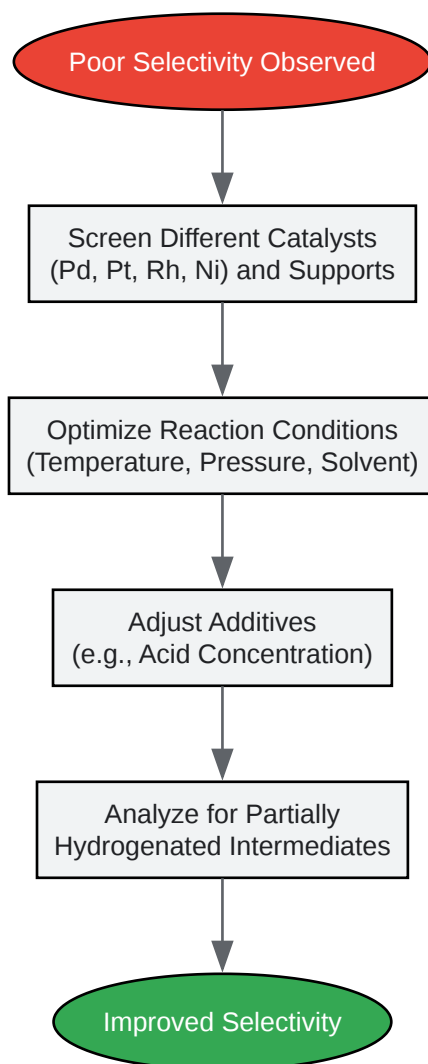 Poor Selectivity Observed
Screen Different Catalysts
(Pd, Pt, Rh, Ni) and Supports
Optimize Reaction Conditions
(Temperature, Pressure, Solvent)
Adjust Additives
(e.g., Acid Concentration)
Analyze for Partially
Hydrogenated Intermediates
Improved Selectivity